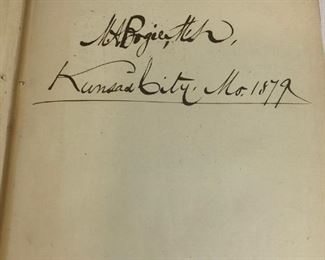 M. A. Bogie, M.D.,
Kansas City. Mo. 1879